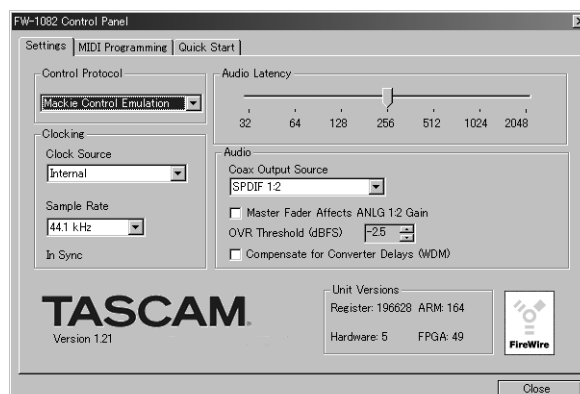 FW-1082 Control Panel
Settings MIDI Programming Quick Start
Control Protocol
Mackie Control Emulation
Audio Latency
32 64 128 256 512 1024 2048
Clocking
Clock Source
Internal
Sample Rate
44.1 kHz
In Sync
Audio
Coax Output Source
SPDIF 1:2
Master Fader Affects ANLG 1:2 Gain
OVR Threshold (dBFS) -2.5
Compensate for Converter Delays (WDM)
TASCAM.
Version 1.21
Unit Versions
Register: 196628 ARM: 164
Hardware: 5 FPGA: 49
FireWire
Close